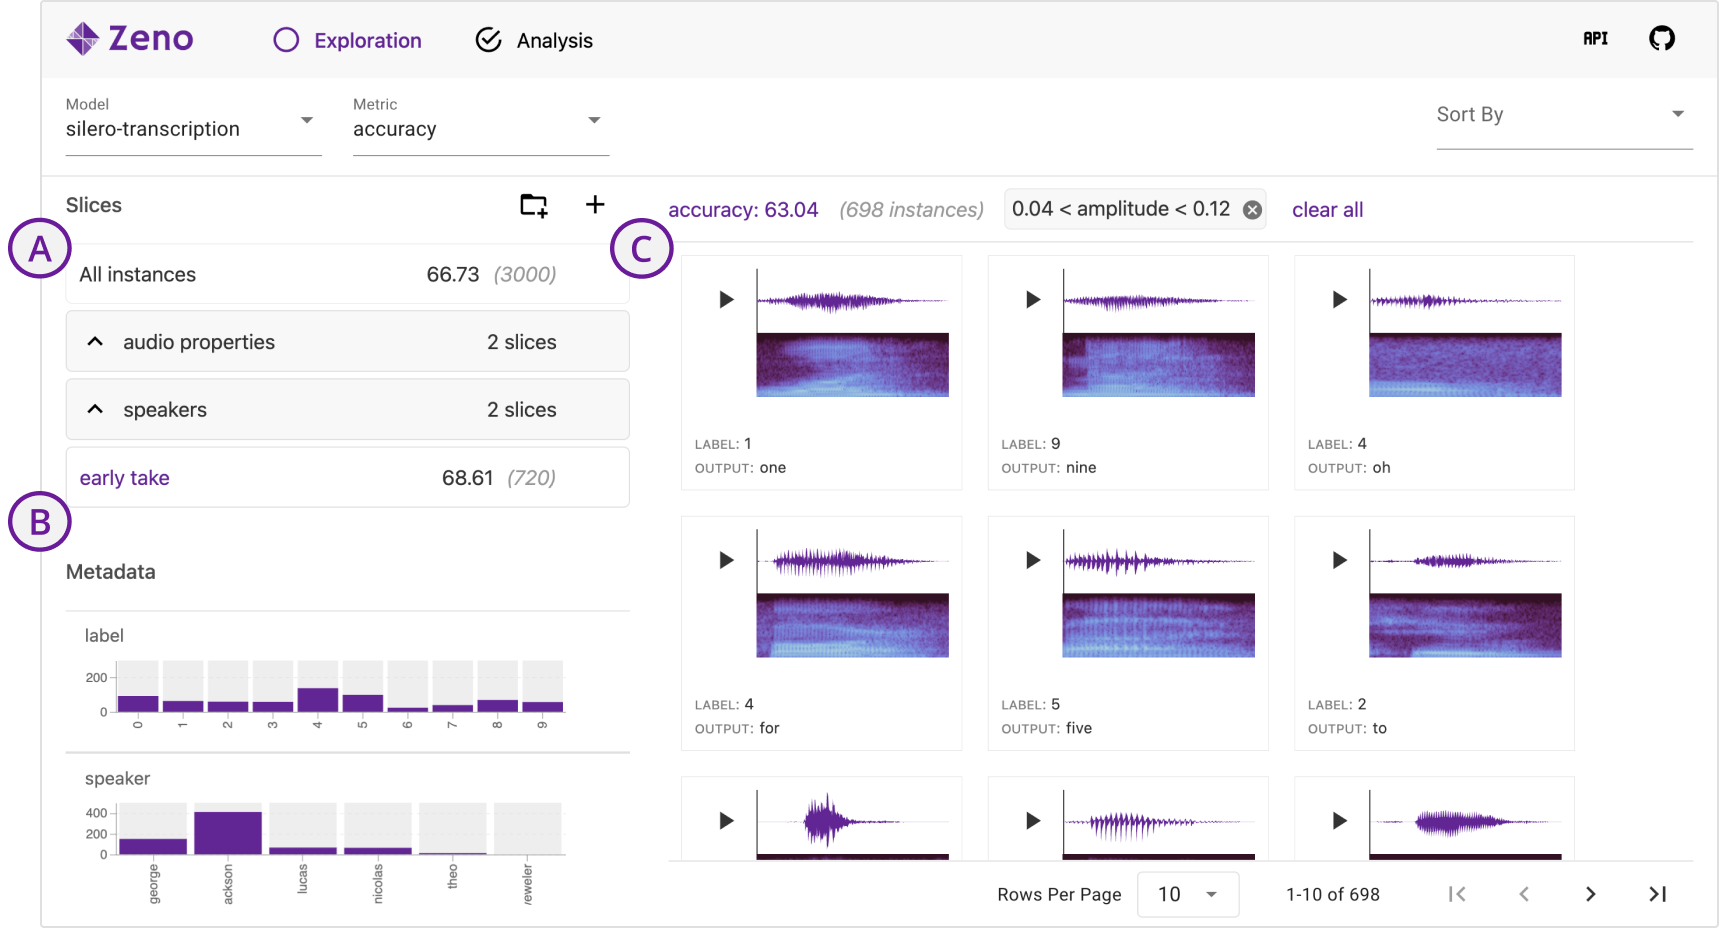 Zeno
Exploration
Analysis
API
Model
silero-transcription
Metric
accuracy
Sort By
Slices
A
All instances 66.73 (3000)
audio properties 2 slices
speakers 2 slices
early take 68.61 (720)
B
Metadata
label
200
0
0 1 2 3 4 5 6 7 8 9
speaker
400
200
0
george ackson lucas nicolas theo eweler
C
accuracy: 63.04 (698 instances) 0.04 < amplitude < 0.12 clear all
LABEL: 1
OUTPUT: one
LABEL: 9
OUTPUT: nine
LABEL: 4
OUTPUT: oh
LABEL: 4
OUTPUT: for
LABEL: 5
OUTPUT: five
LABEL: 2
OUTPUT: to
Rows Per Page 10 1-10 of 698